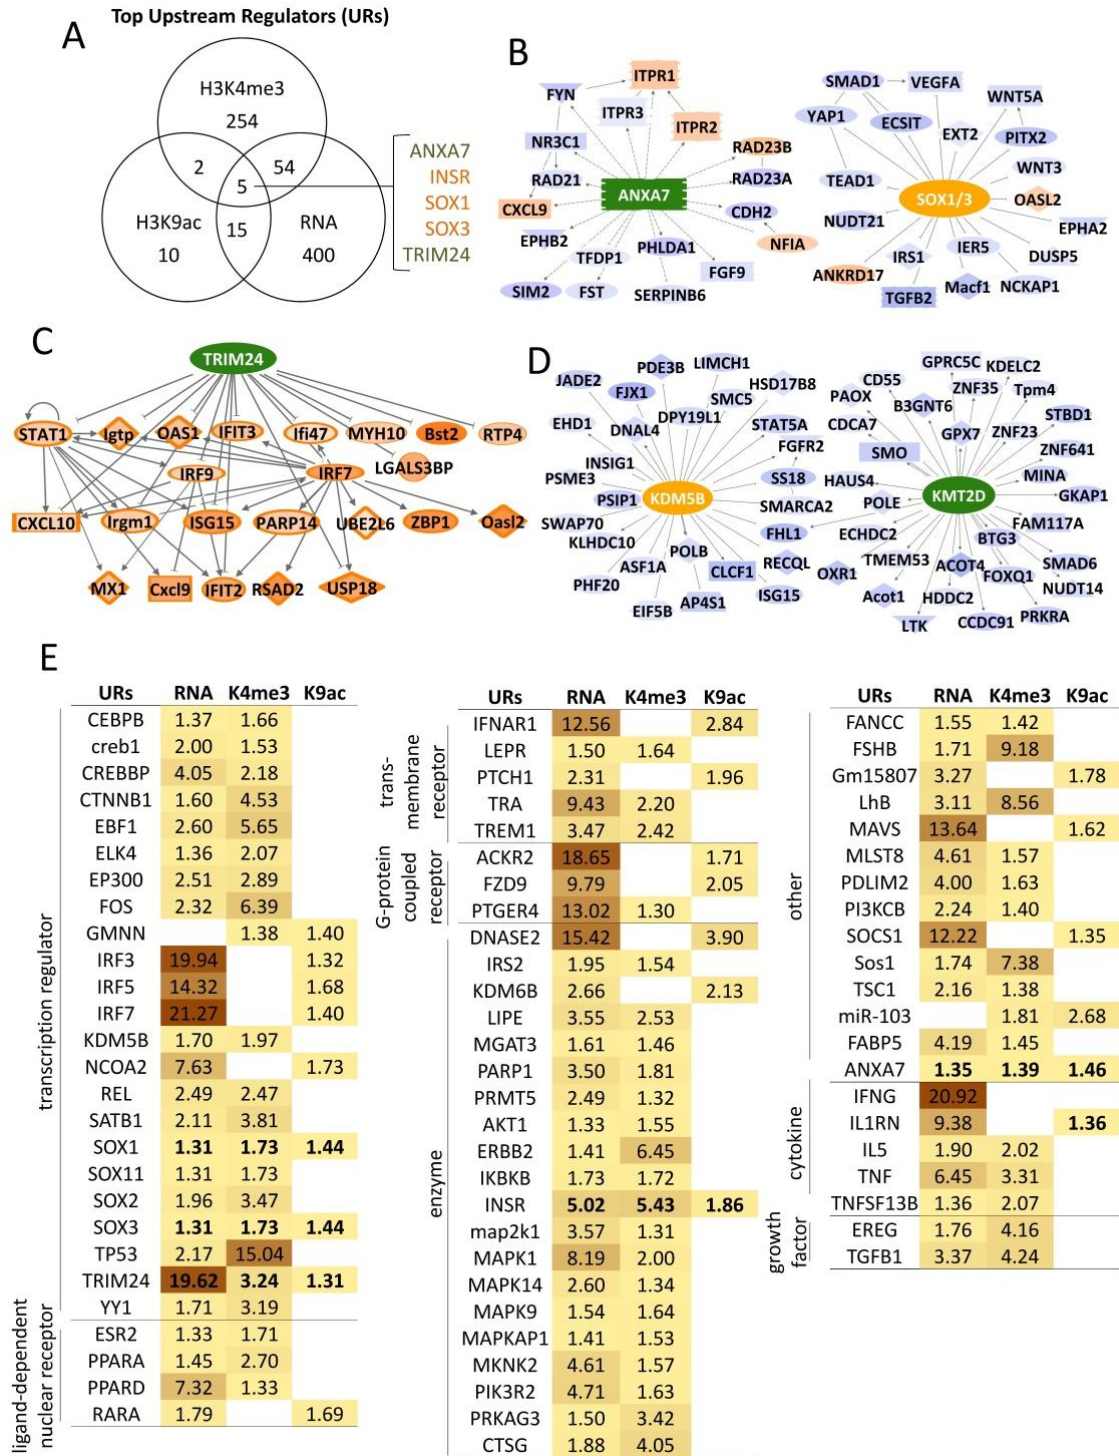 Top Upstream Regulators (URs)
A
H3K4me3
254
2
54
5
H3K9ac
15
RNA
10
400
ANXA7
INSR
SOX1
SOX3
TRIM24
B
ITPR1
FYN
ITPR3
ITPR2
NR3C1
RAD23B
RAD21
ANXA7
RAD23A
CXCL9
CDH2
EPHB2
PHLDA1
NFIA
TFDP1
FGF9
SIM2
FST
SERPINB6
SMAD1
VEGFA
WNT5A
YAP1
ECSIT
EXT2
PITX2
WNT3
TEAD1
SOX1/3
OASL2
NUDT21
EPHA2
IER5
IRS1
DUSP5
ANKRD17
Macf1
NCKAP1
TGFB2
C
TRIM24
STAT1
Igtp
OAS1
IFIT3
Ifi47
MYH10
Bst2
RTP4
IRF9
IRF7
LGALS3BP
CXCL10
Irgm1
ISG15
PARP14
UBE2L6
ZBP1
Oasl2
MX1
Cxcl9
IFIT2
RSAD2
USP18
D
PDE3B
LIMCH1
JADE2
FJX1
HSD17B8
SMC5
DPY19L1
EHD1
DNAL4
STAT5A
FGFR2
INSIG1
PSME3
SS18
PSIP1
KDM5B
SMARCA2
SWAP70
FHL1
KLHDC10
POLB
ASF1A
RECQL
CLCF1
PHF20
EIF5B
AP4S1
ISG15
GPRC5C
KDELC2
CD55
ZNF35
Tpm4
PAOX
B3GNT6
STBD1
CDCA7
GPX7
ZNF23
SMO
ZNF641
MINA
HAUS4
KMT2D
GKAP1
POLE
FAM117A
ECHDC2
BTG3
TMEM53
SMAD6
OXR1
ACOT4
FOXQ1
Acot1
HDDC2
NUDT14
LTK
CCDC91
PRKRA
E
URs RNA K4me3 K9ac
transcription regulator
CEBPB 1.37 1.66
creb1 2.00 1.53
CREBBP 4.05 2.18
CTNNB1 1.60 4.53
EBF1 2.60 5.65
ELK4 1.36 2.07
EP300 2.51 2.89
FOS 2.32 6.39
GMNN 1.38 1.40
IRF3 19.94 1.32
IRF5 14.32 1.68
IRF7 21.27 1.40
KDM5B 1.70 1.97
NCOA2 7.63 1.73
REL 2.49 2.47
SATB1 2.11 3.81
SOX1 1.31 1.73 1.44
SOX11 1.31 1.73
SOX2 1.96 3.47
SOX3 1.31 1.73 1.44
TP53 2.17 15.04
TRIM24 19.62 3.24 1.31
YY1 1.71 3.19
ligand-dependent
nuclear receptor
ESR2 1.33 1.71
PPARA 1.45 2.70
PPARD 7.32 1.33
RARA 1.79 1.69
URs RNA K4me3 K9ac
trans-
membrane
receptor
IFNAR1 12.56 2.84
LEPR 1.50 1.64
PTCH1 2.31 1.96
TRA 9.43 2.20
TREM1 3.47 2.42
G-protein
coupled
receptor
ACKR2 18.65 1.71
FZD9 9.79 2.05
PTGER4 13.02 1.30
enzyme
DNASE2 15.42 3.90
IRS2 1.95 1.54
KDM6B 2.66 2.13
LIPE 3.55 2.53
MGAT3 1.61 1.46
PARP1 3.50 1.81
PRMT5 2.49 1.32
AKT1 1.33 1.55
ERBB2 1.41 6.45
IKBKB 1.73 1.72
INSR 5.02 5.43 1.86
map2k1 3.57 1.31
MAPK1 8.19 2.00
MAPK14 2.60 1.34
MAPK9 1.54 1.64
MAPKAP1 1.41 1.53
MKNK2 4.61 1.57
PIK3R2 4.71 1.63
PRKAG3 1.50 3.42
CTSG 1.88 4.05
URs RNA K4me3 K9ac
other
FANCC 1.55 1.42
FSHB 1.71 9.18
Gm15807 3.27 1.78
LhB 3.11 8.56
MAVS 13.64 1.62
MLST8 4.61 1.57
PDLIM2 4.00 1.63
PI3KCB 2.24 1.40
SOCS1 12.22 1.35
Sos1 1.74 7.38
TSC1 2.16 1.38
miR-103 1.81 2.68
FABP5 4.19 1.45
ANXA7 1.35 1.39 1.46
cytokine
IFNG 20.92
IL1RN 9.38 1.36
IL5 1.90 2.02
TNF 6.45 3.31
TNFSF13B 1.36 2.07
growth
factor
EREG 1.76 4.16
TGFB1 3.37 4.24